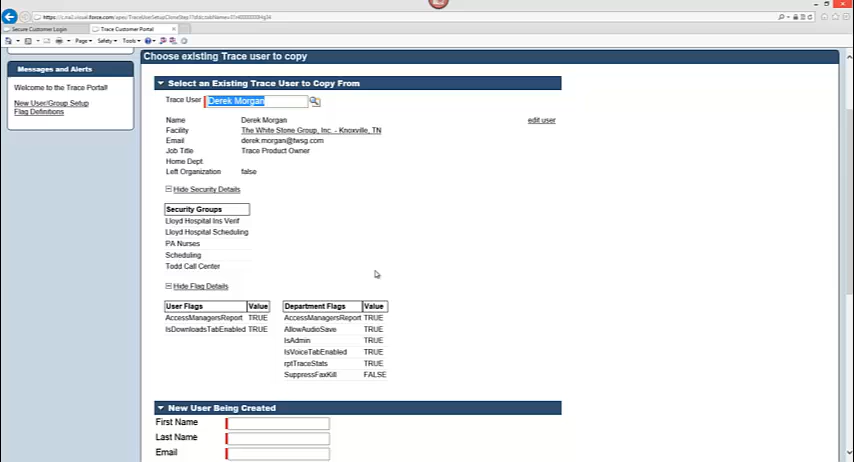 Secure Customer Login
Trace Customer Portal
Page
Safety
Tools
Messages and Alerts
Welcome to the Trace Portal!
New User/Group Setup
Flag Definitions
Choose existing Trace user to copy
Select an Existing Trace User to Copy From
Trace User Derek Morgan
Name Derek Morgan edit user
Facility The White Stone Group, Inc. - Knoxville, TN
Email derek.morgan@twsg.com
Job Title Trace Product Owner
Home Dept
Left Organization false
Hide Security Details
Security Groups
Lloyd Hospital Ins Verif
Lloyd Hospital Scheduling
PA Nurses
Scheduling
Todd Call Center
Hide Flag Details
User Flags Value Department Flags Value
AccessManagersReport TRUE AccessManagersReport TRUE
IsDownloadsTabEnabled TRUE AllowAudioSave TRUE
IsAdmin TRUE
IsVoiceTabEnabled TRUE
rptTraceStats TRUE
SuppressFaxKill FALSE
New User Being Created
First Name
Last Name
Email